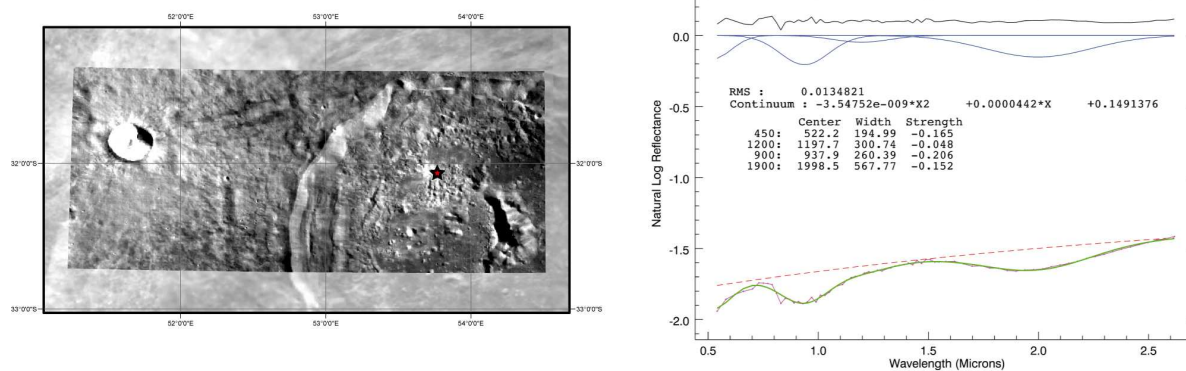 52°0'0"E 53°0'0"E 54°0'0"E
32°0'0"S 32°0'0"S
33°0'0"S 33°0'0"S
52°0'0"E 53°0'0"E 54°0'0"E
0.0
-0.5
-1.0
-1.5
-2.0
Natural Log Reflectance
RMS : 0.0134821
Continuum : -3.54752e-009*X2 +0.0000442*X +0.1491376
Center Width Strength
450: 522.2 194.99 -0.165
1200: 1197.7 300.74 -0.048
900: 937.9 260.39 -0.206
1900: 1998.5 567.77 -0.152
0.5 1.0 1.5 2.0 2.5
Wavelength (Microns)